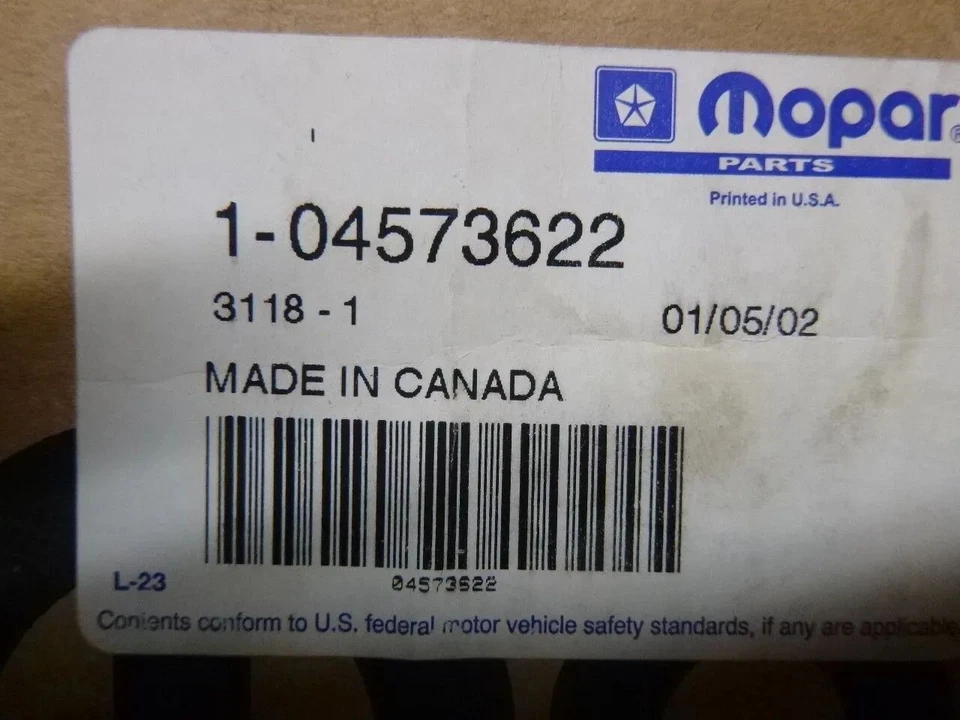 Mopar®
PARTS
Printed in U.S.A.
1-04573622
3118 - 1
01/05/02
MADE IN CANADA
04573622
L-23
Contents conform to U.S. federal motor vehicle safety standards, if any are applicable